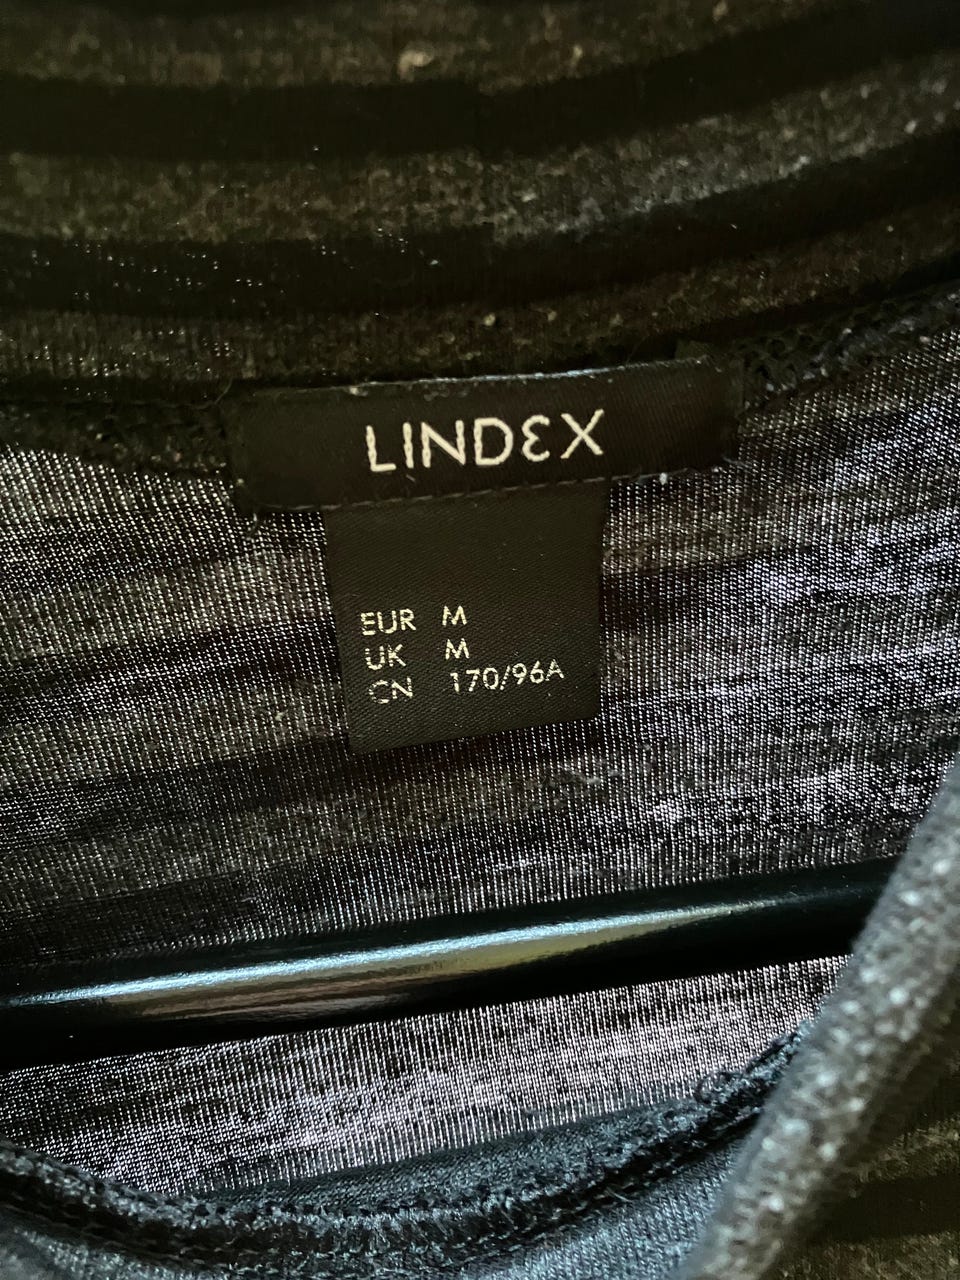 LINDEX
EUR M
UK M
CN 170/96A